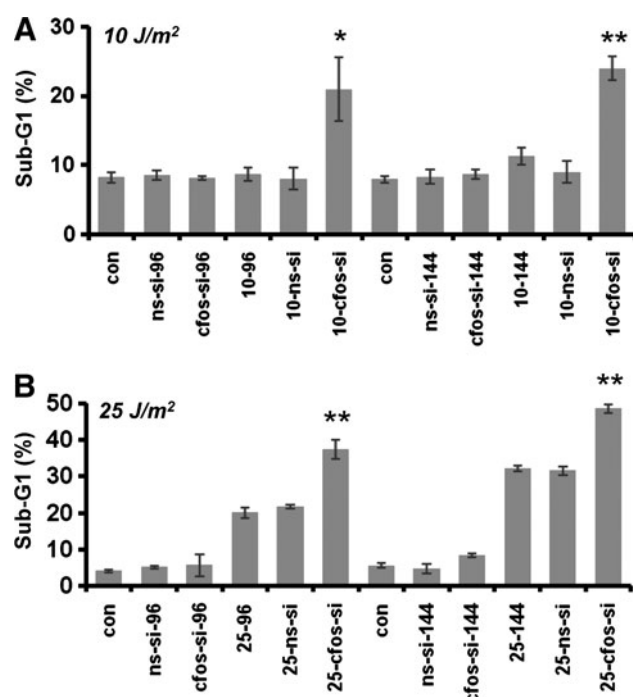 A
10 J/m²
*
**
Sub-G1 (%)
30
20
10
0
con
ns-si-96
cfos-si-96
10-96
10-ns-si
10-cfos-si
con
ns-si-144
cfos-si-144
10-144
10-ns-si
10-cfos-si
B
25 J/m²
**
**
Sub-G1 (%)
50
40
30
20
10
0
con
ns-si-96
cfos-si-96
25-96
25-ns-si
25-cfos-si
con
ns-si-144
cfos-si-144
25-144
25-ns-si
25-cfos-si